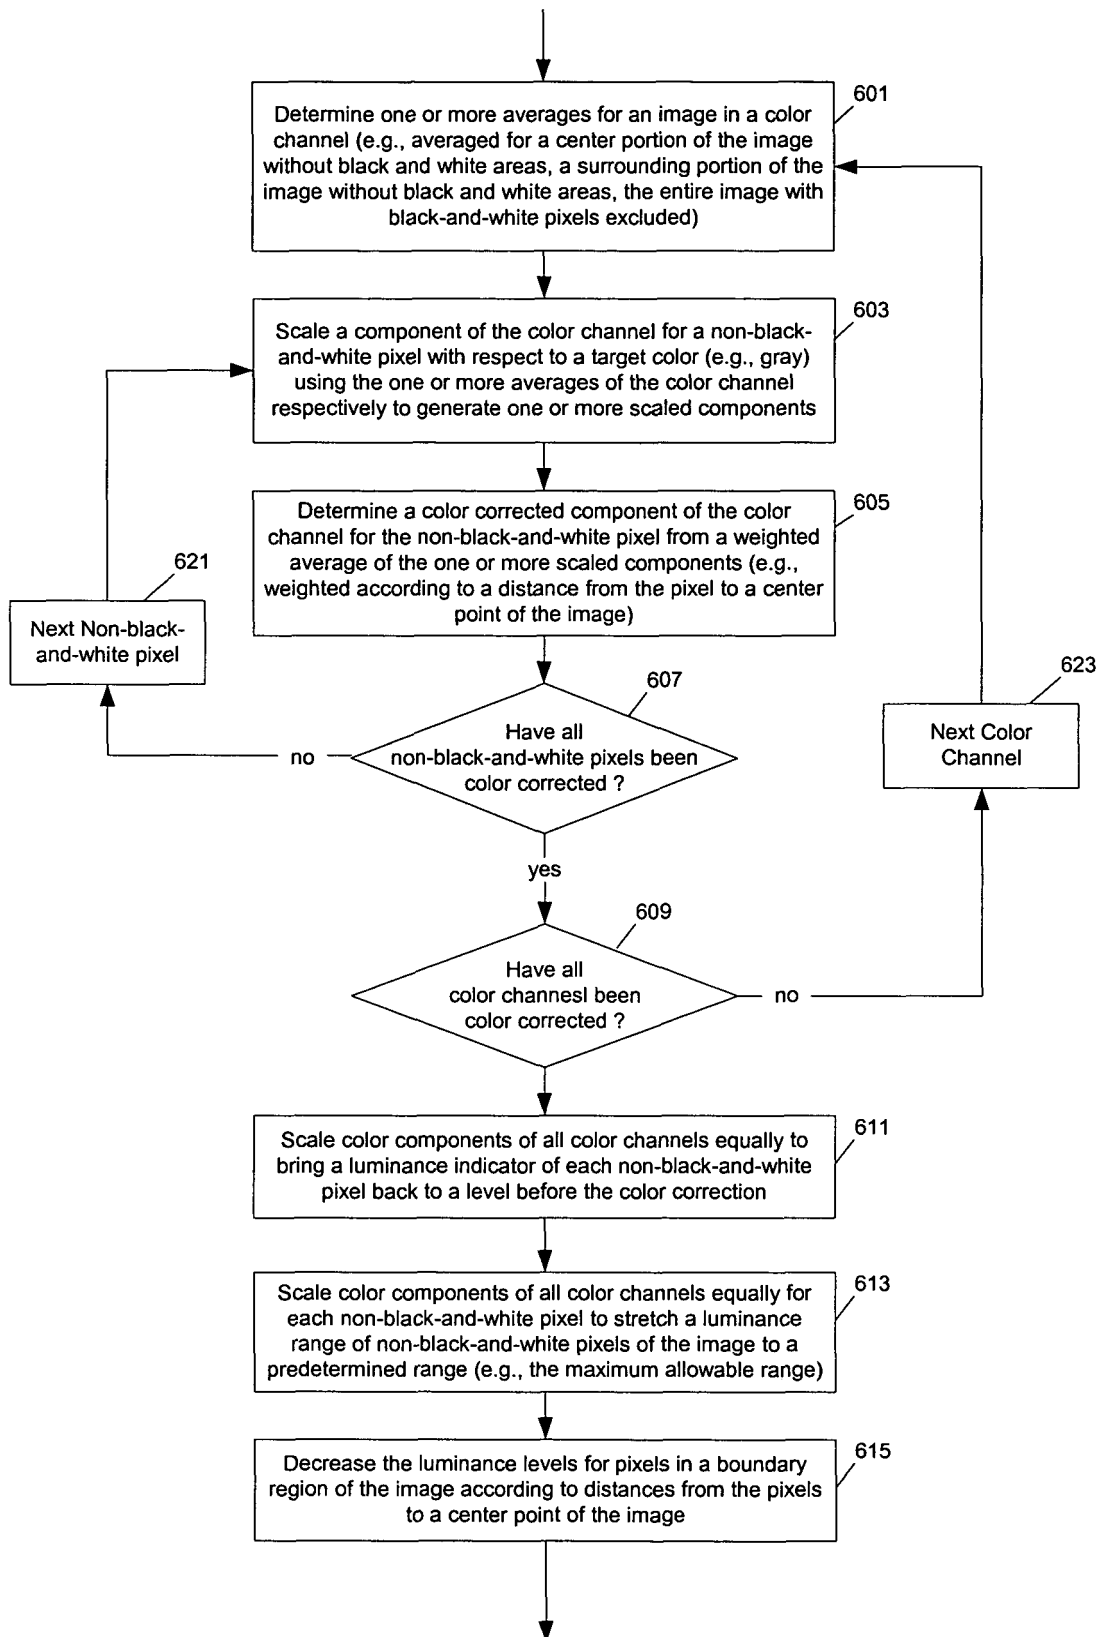 601
Determine one or more averages for an image in a color
channel (e.g., averaged for a center portion of the image
without black and white areas, a surrounding portion of the
image without black and white areas, the entire image with
black-and-white pixels excluded)
603
Scale a component of the color channel for a non-black-
and-white pixel with respect to a target color (e.g., gray)
using the one or more averages of the color channel
respectively to generate one or more scaled components
605
Determine a color corrected component of the color
channel for the non-black-and-white pixel from a weighted
average of the one or more scaled components (e.g.,
weighted according to a distance from the pixel to a center
point of the image)
621
Next Non-black-
and-white pixel
607
Have all
non-black-and-white pixels been
color corrected ?
no
yes
623
Next Color
Channel
609
Have all
color channesl been
color corrected ?
no
611
Scale color components of all color channels equally to
bring a luminance indicator of each non-black-and-white
pixel back to a level before the color correction
613
Scale color components of all color channels equally for
each non-black-and-white pixel to stretch a luminance
range of non-black-and-white pixels of the image to a
predetermined range (e.g., the maximum allowable range)
615
Decrease the luminance levels for pixels in a boundary
region of the image according to distances from the pixels
to a center point of the image